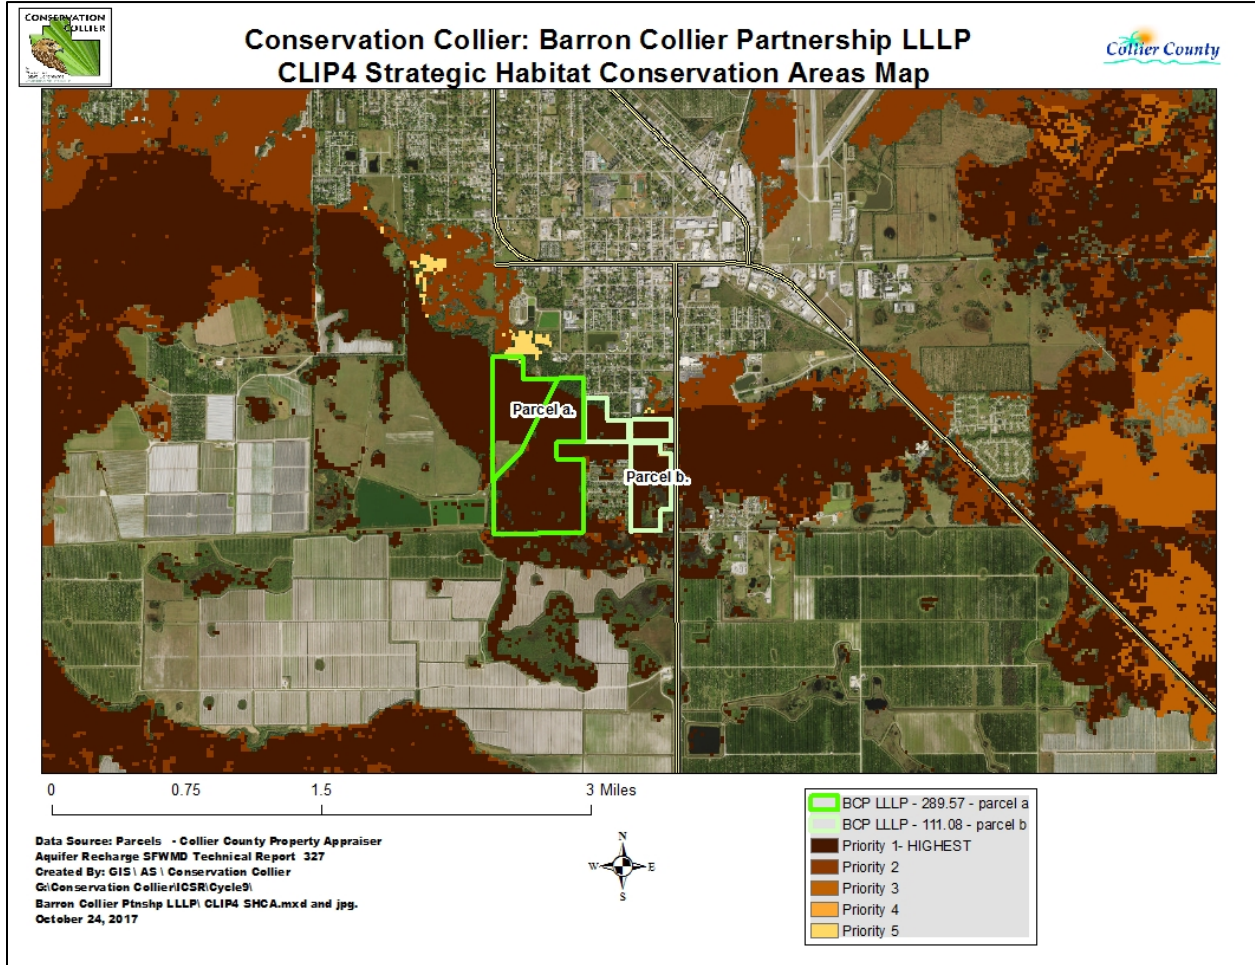 CONSERVATION
COLLIER
Conservation Collier: Barron Collier Partnership LLLP
CLIP4 Strategic Habitat Conservation Areas Map
Collier County
Parcel a.
Parcel b.
0 0.75 1.5 3 Miles
Data Source: Parcels - Collier County Property Appraiser
Aquifer Recharge SFWMD Technical Report 327
Created By: GIS \ AS \ Conservation Collier
G:\Conservation Collier\ICSR\Cycle9\
Barron Collier Ptnshp LLLP\ CLIP4 SHCA.mxd and jpg.
October 24, 2017
N
W E
S
BCP LLLP - 289.57 - parcel a
BCP LLLP - 111.08 - parcel b
Priority 1- HIGHEST
Priority 2
Priority 3
Priority 4
Priority 5